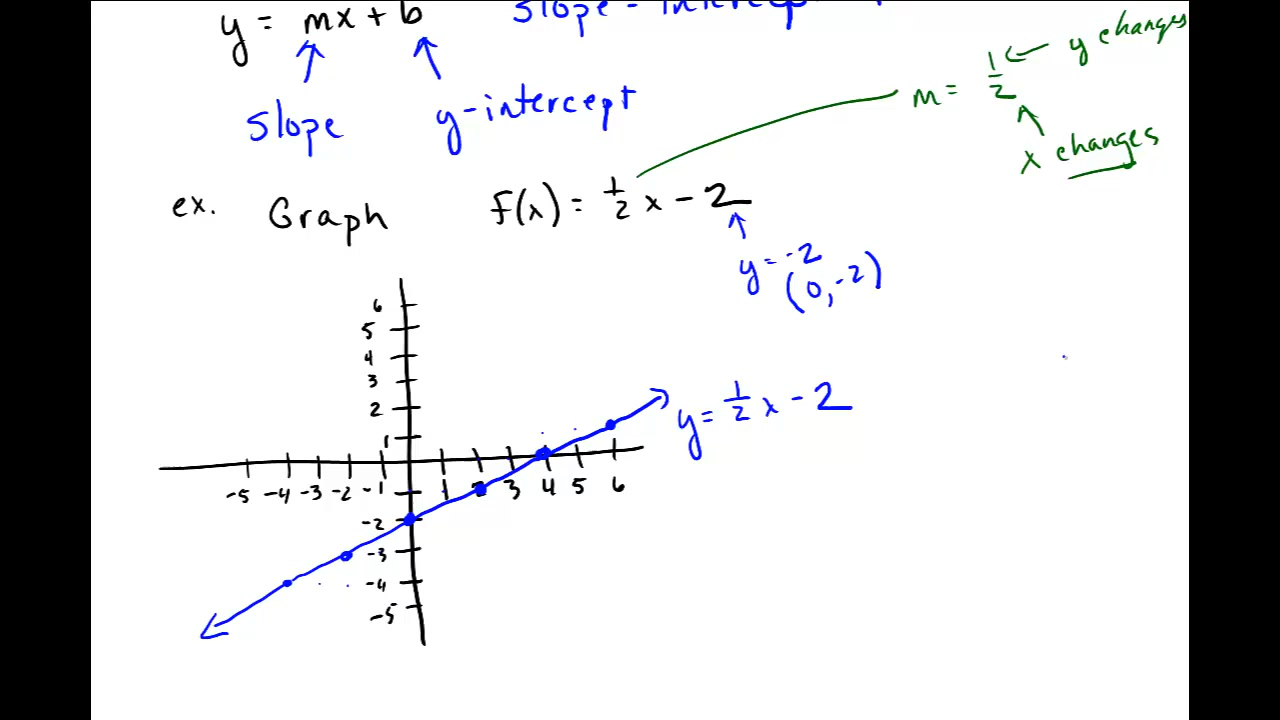 y = mx + b slope - intercept
slope
y-intercept
m = 1/2 ← y changes
x changes
ex. Graph f(x) = 1/2 x - 2
y = -2
(0, -2)
6
5
4
3
2
1
y = 1/2 x - 2
-5 -4 -3 -2 -1 1 2 3 4 5 6
-2
-3
-4
-5